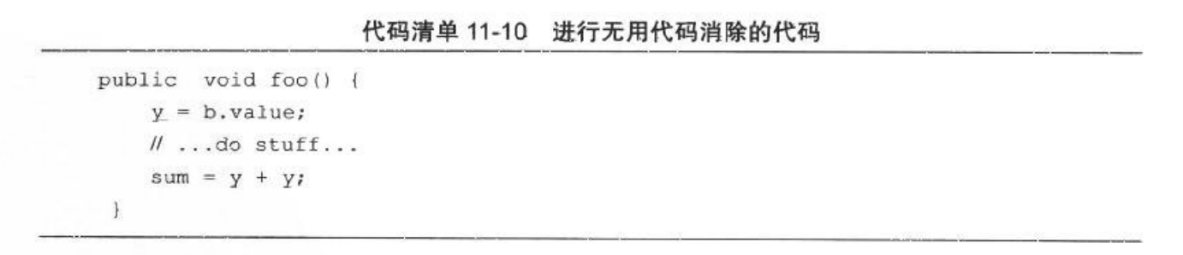 代码清单 11-10 进行无用代码消除的代码
public void foo() {
y = b.value;
// ...do stuff...
sum = y + y;
}